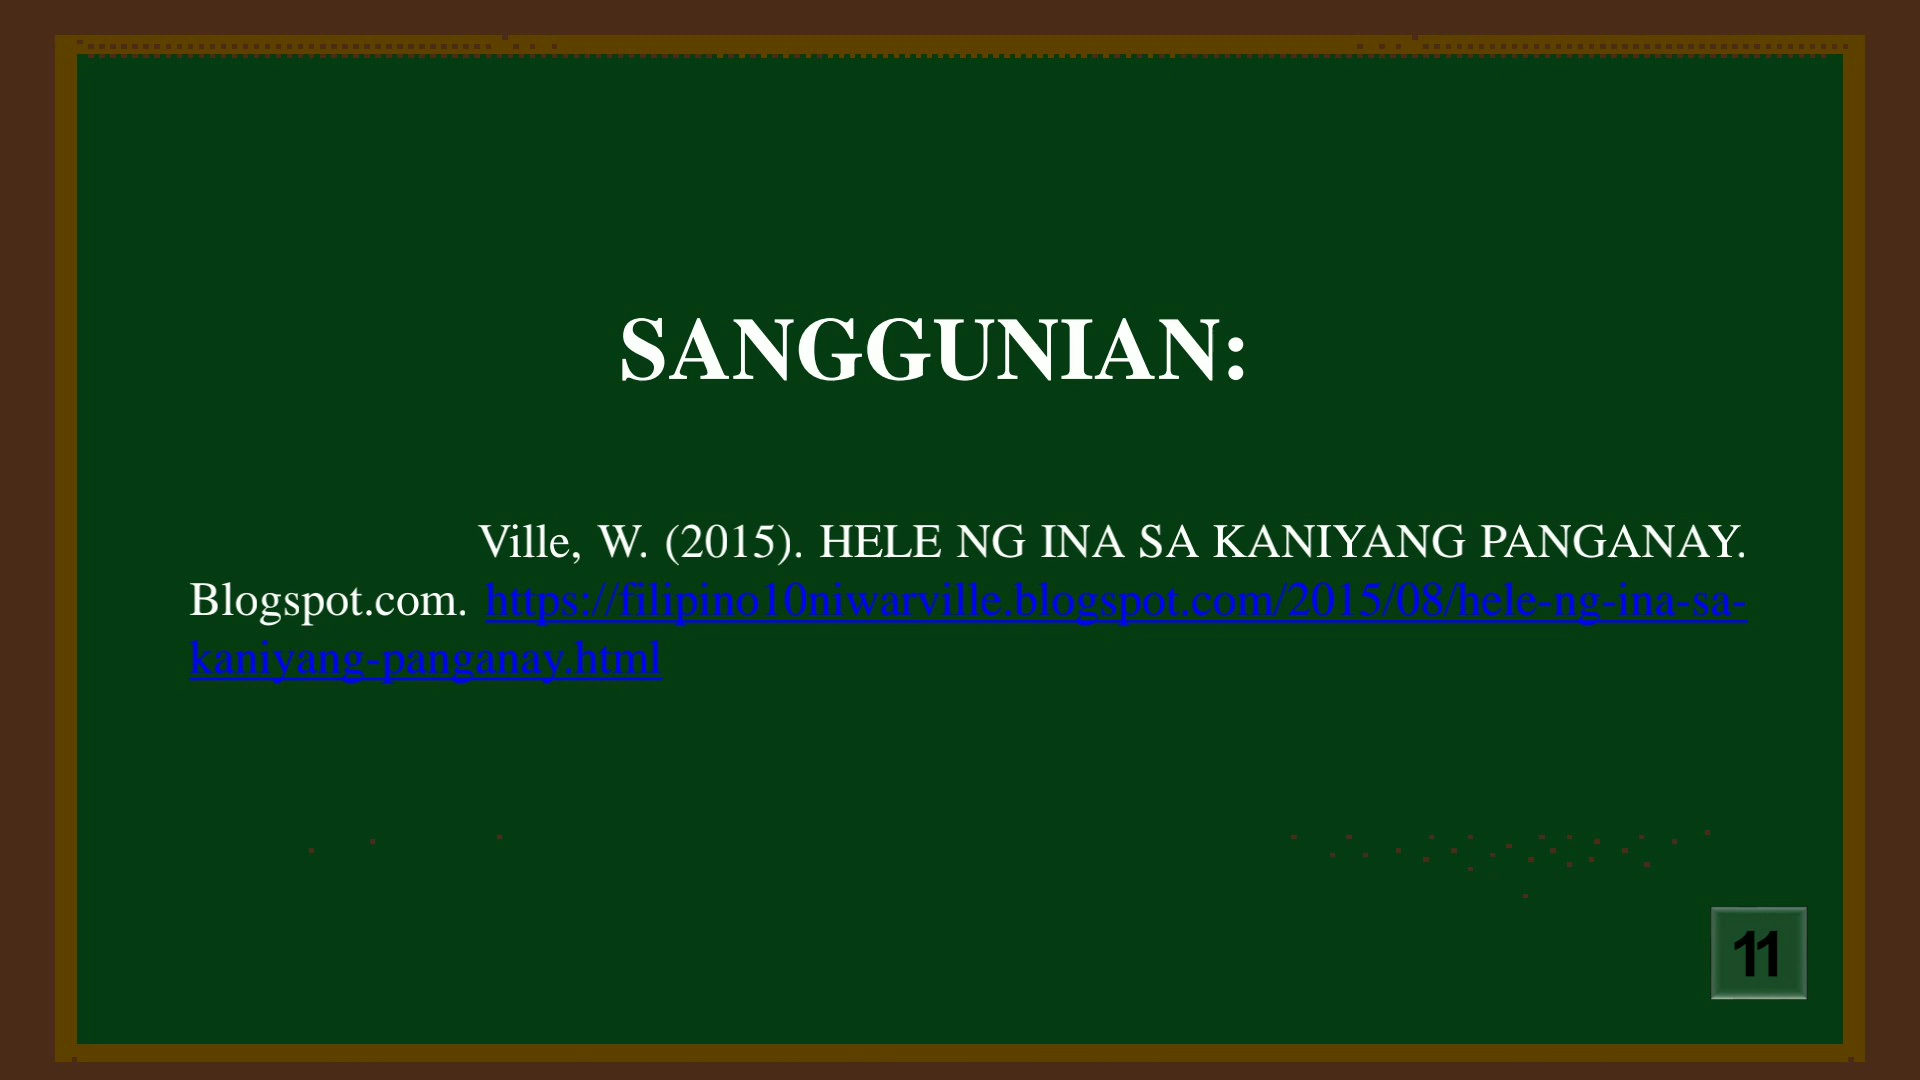 SANGGUNIAN:
Ville, W. (2015). HELE NG INA SA KANIYANG PANGANAY.
Blogspot.com. https://filipino10niwarville.blogspot.com/2015/08/hele-ng-ina-sa-
kaniyang-panganay.html
11